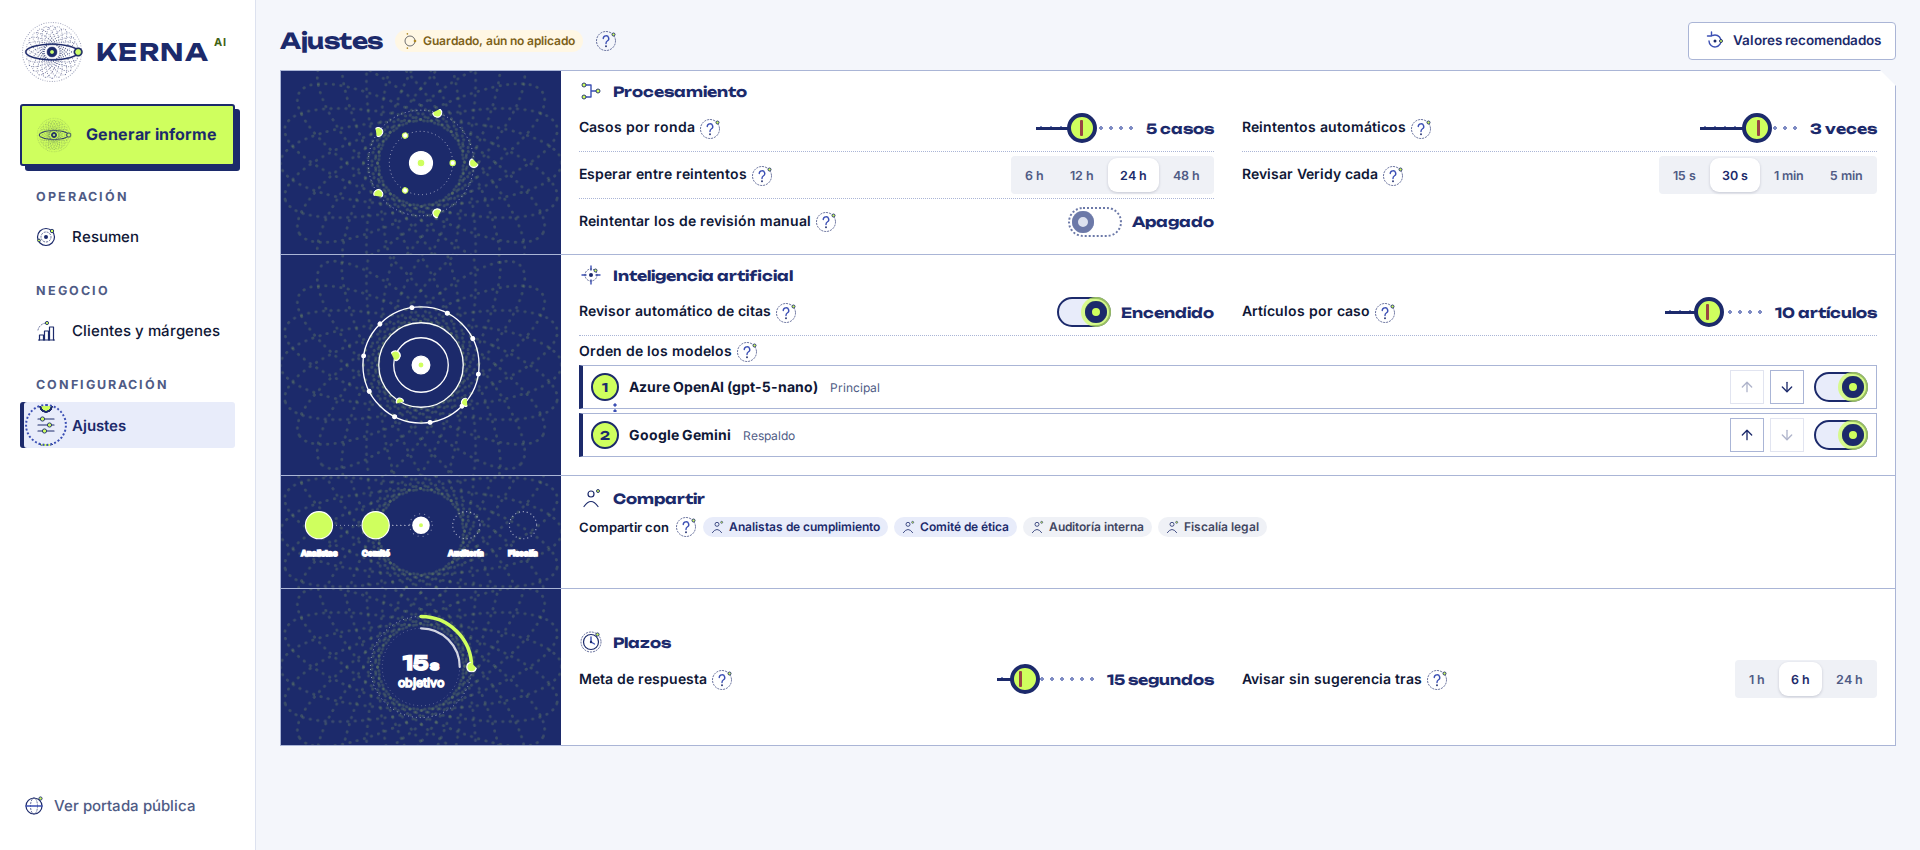 KERNA AI
Generar informe
OPERACIÓN
Resumen
NEGOCIO
Clientes y márgenes
CONFIGURACIÓN
Ajustes
Ver portada pública
Ajustes
Guardado, aún no aplicado
?
Valores recomendados
Procesamiento
Casos por ronda ? 5 casos
Reintentos automáticos ? 3 veces
Esperar entre reintentos ? 6 h 12 h 24 h 48 h
Revisar Veridy cada ? 15 s 30 s 1 min 5 min
Reintentar los de revisión manual ? Apagado
Inteligencia artificial
Revisor automático de citas ? Encendido
Artículos por caso ? 10 artículos
Orden de los modelos ?
1 Azure OpenAI (gpt-5-nano) Principal
2 Google Gemini Respaldo
Analistas Comité Auditoría Fiscalía
Compartir
Compartir con ? Analistas de cumplimiento Comité de ética Auditoría interna Fiscalía legal
15s
objetivo
Plazos
Meta de respuesta ? 15 segundos
Avisar sin sugerencia tras ? 1 h 6 h 24 h